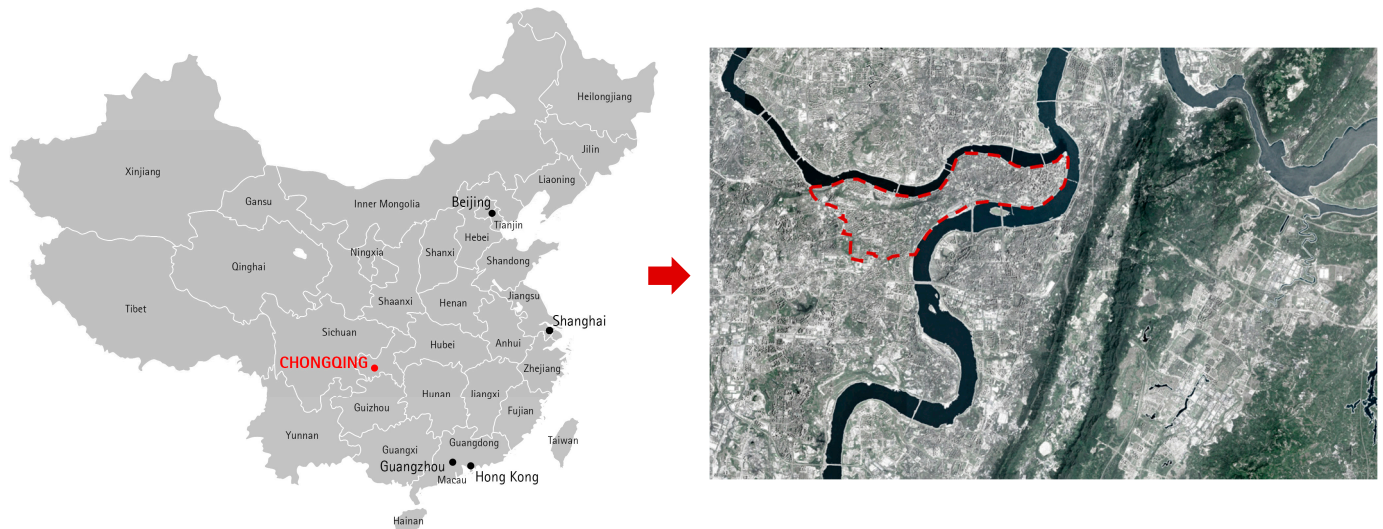 Heilongjiang
Jilin
Xinjiang
Liaoning
Gansu
Inner Mongolia
Beijing
Tianjin
Hebei
Ningxia
Shanxi
Shandong
Qinghai
Jiangsu
Shaanxi
Henan
Tibet
Shanghai
Sichuan
Hubei
Anhui
CHONGQING
Zhejiang
Hunan
Jiangxi
Guizhou
Fujian
Yunnan
Guangxi
Guangdong
Taiwan
Guangzhou
Hong Kong
Macau
Hainan